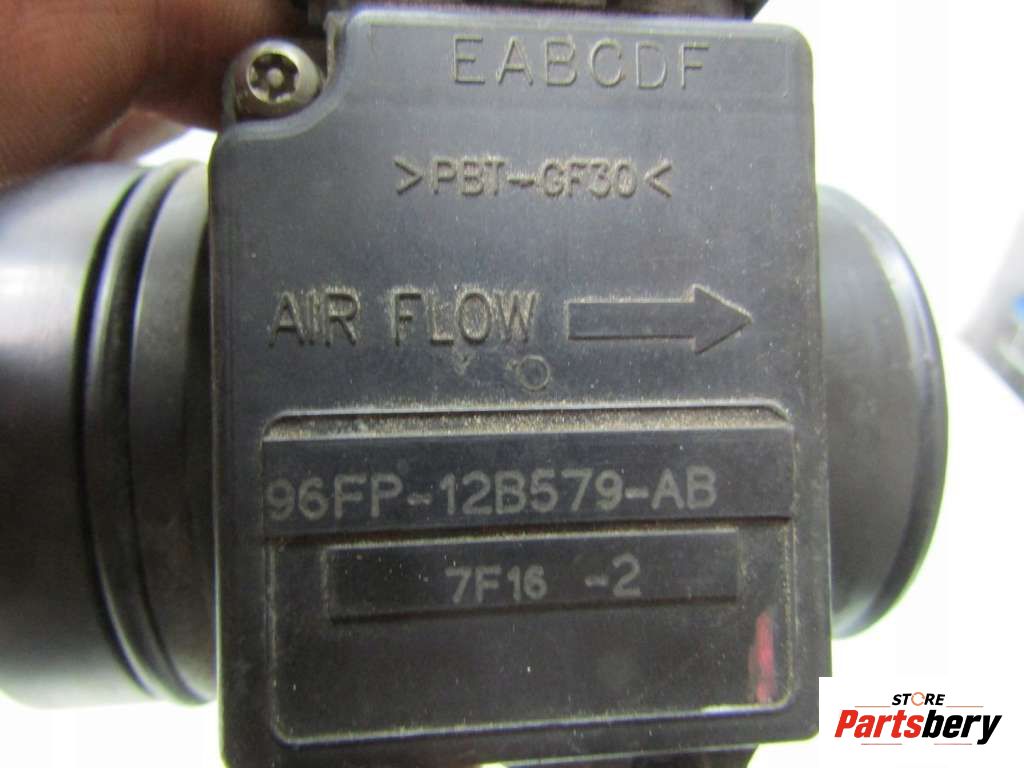 EABCDF
>PBT-GF30<
AIR FLOW
96FP-12B579-AB
7F16 -2
STORE
Partsbery